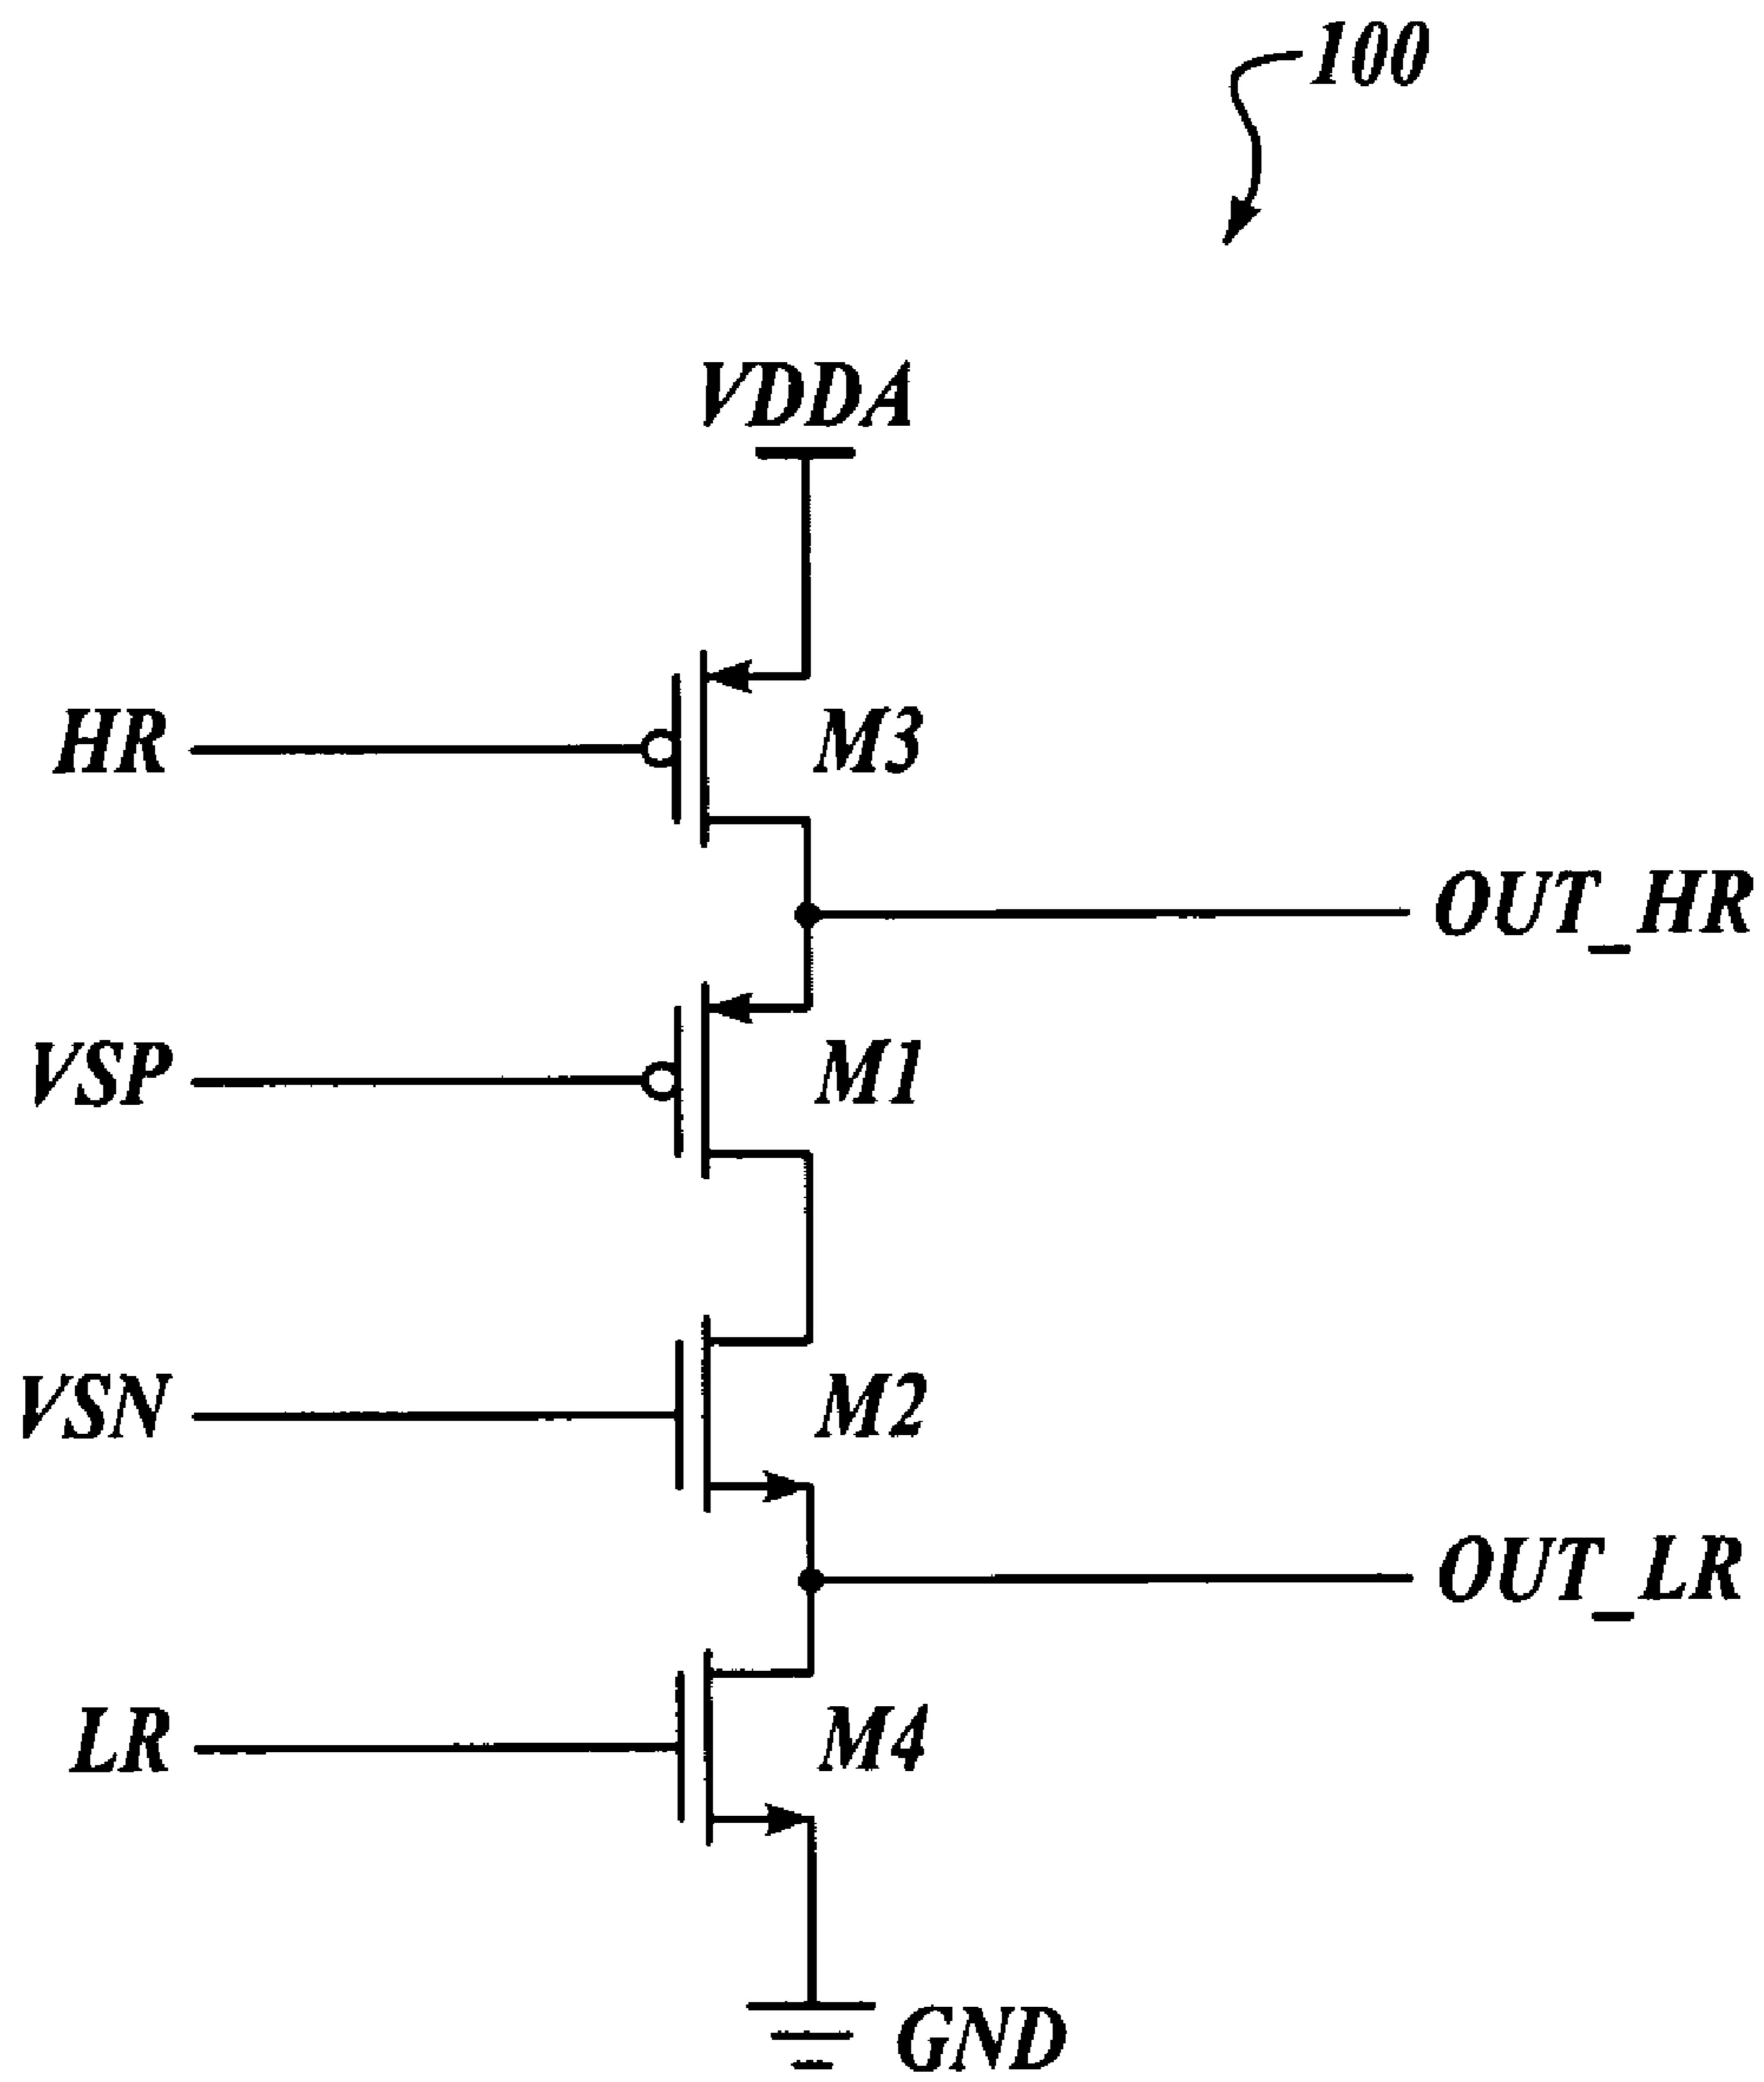 100
VDDA
HR
M3
OUT_HR
VSP
M1
VSN
M2
OUT_LR
LR
M4
GND